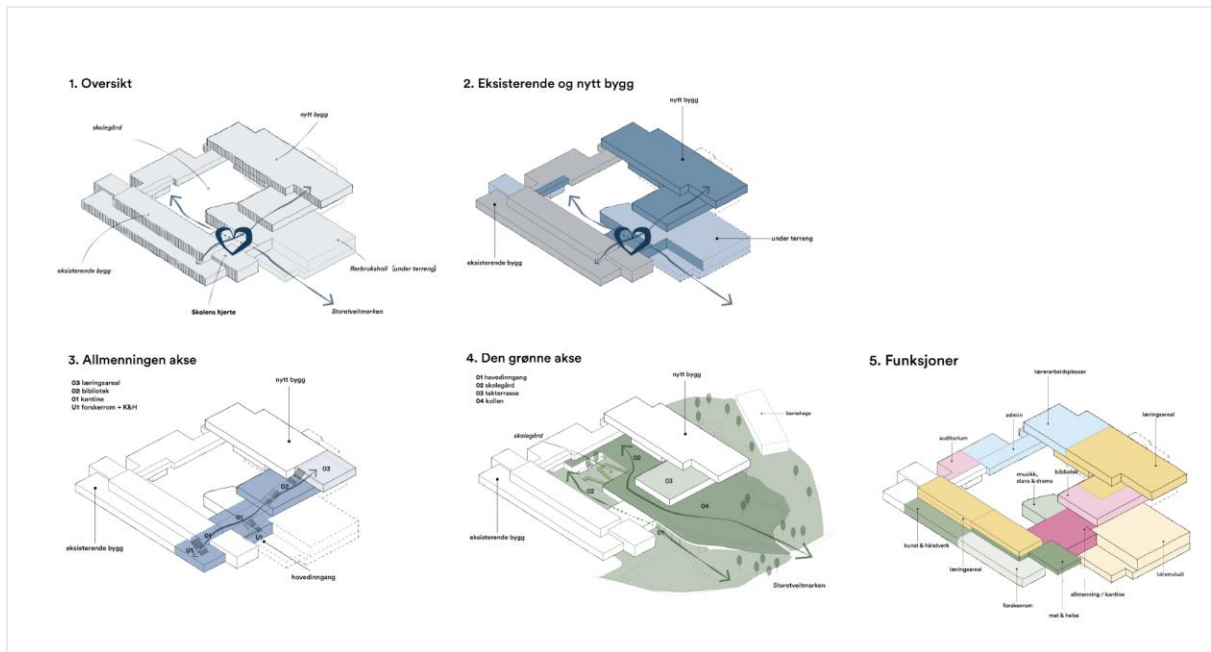 1. Oversikt
nytt bygg
skolegård
eksisterende bygg
Flerbrukshall (under terreng)
Skolens hjerte
Storetveitmarken
2. Eksisterende og nytt bygg
nytt bygg
under terreng
eksisterende bygg
3. Allmenningen akse
03 læringsareal
02 bibliotek
01 kantine
U1 forskerrom + K&H
nytt bygg
03
02
01
01
U1
U1
eksisterende bygg
hovedinngang
4. Den grønne akse
01 hovedinngang
02 skolegård
03 takterrasse
04 kollen
nytt bygg
barnehage
skolegård
02
03
02
04
01
eksisterende bygg
Storetveitmarken
5. Funksjoner
lærerarbeidsplasser
læringsareal
admin
auditorium
musikk,
dans & drama
bibliotek
kunst & håndverk
læringsareal
idrettshall
allmenning / kantine
forskerrom
mat & helse